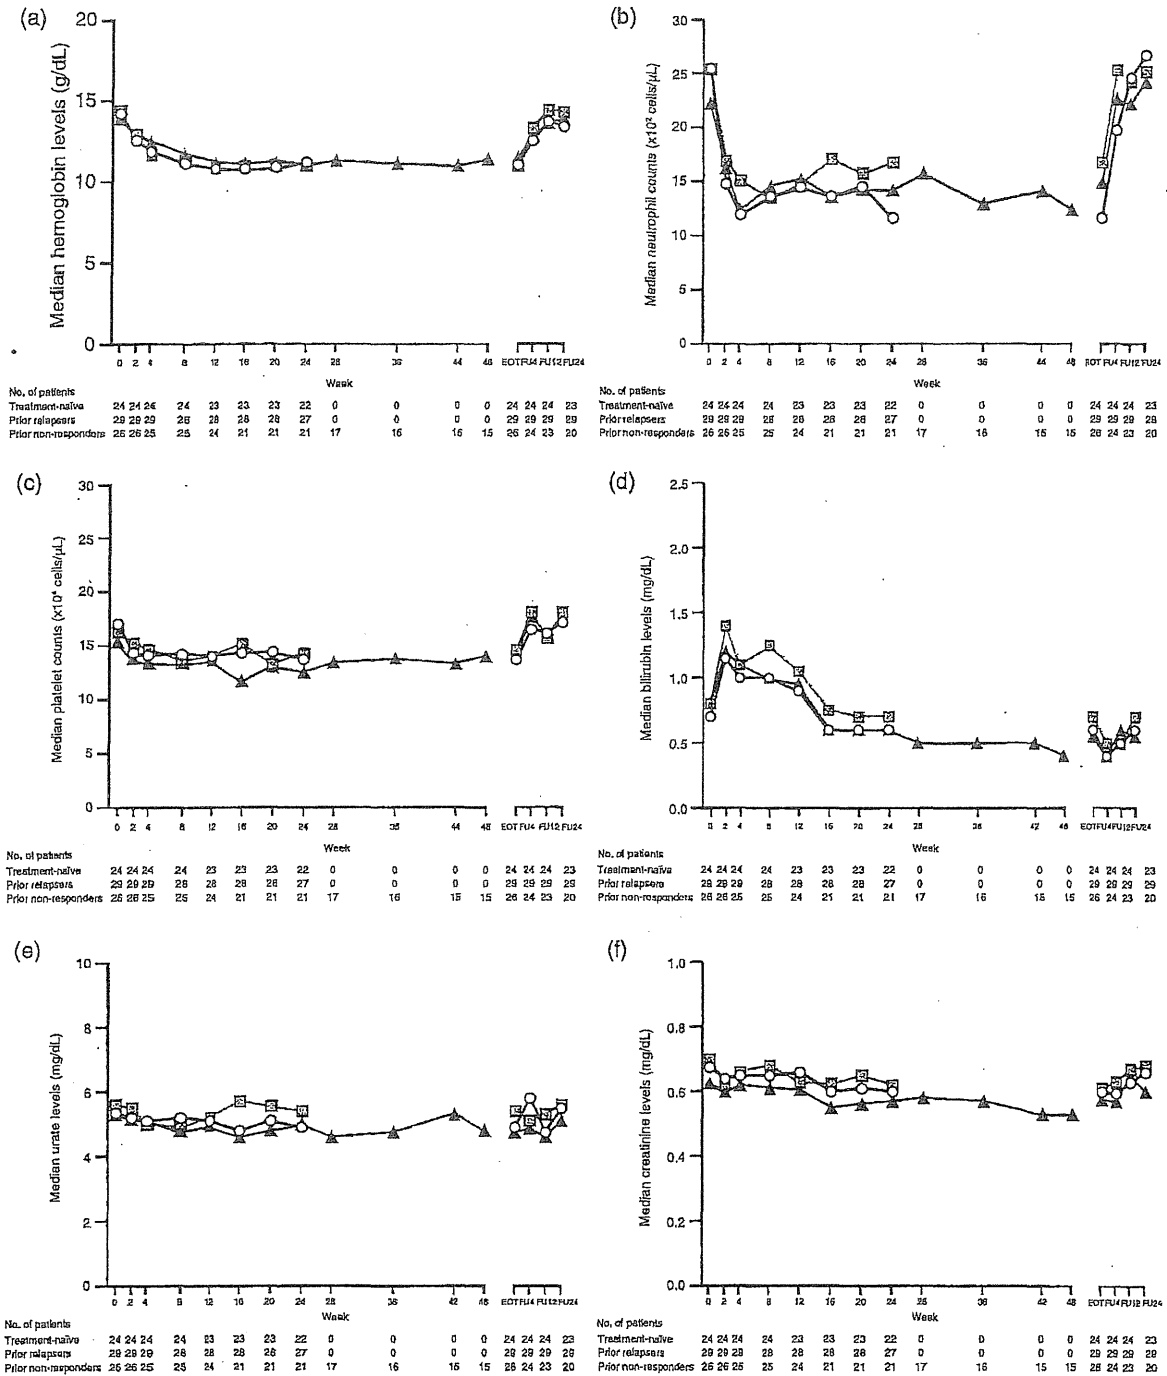 (a)
Median hemoglobin levels (g/dL)
20
15
10
5
0
0 2 4 8 12 16 20 24 28 36 44 48 EOT FU4 FU12 FU24
Week
No. of patients
Treatment-naïve 24 24 24 24 23 23 23 22 0 0 0 0 24 24 24 23
Prior relapsers 29 29 29 28 28 28 28 27 0 0 0 0 29 29 29 29
Prior non-responders 26 26 25 25 24 21 21 21 17 16 16 15 26 24 23 20
(b)
Median neutrophil counts (x10² cells/μL)
30
25
20
15
10
5
0
0 2 4 8 12 16 20 24 28 36 44 48 EOT FU4 FU12 FU24
Week
No. of patients
Treatment-naïve 24 24 24 24 23 23 23 22 0 0 0 0 24 24 24 23
Prior relapsers 29 29 29 28 28 28 28 27 0 0 0 0 29 29 29 28
Prior non-responders 26 26 25 25 24 21 21 21 17 16 16 15 26 24 23 20
(c)
Median platelet counts (x10⁴ cells/μL)
30
25
20
15
10
5
0
0 2 4 8 12 16 20 24 28 36 44 48 EOT FU4 FU12 FU24
Week
No. of patients
Treatment-naïve 24 24 24 24 23 23 23 22 0 0 0 0 24 24 24 23
Prior relapsers 29 29 29 28 28 28 28 27 0 0 0 0 29 29 29 29
Prior non-responders 26 26 25 25 24 21 21 21 17 16 15 15 26 24 23 20
(d)
Median bilirubin levels (mg/dL)
2.5
2.0
1.5
1.0
0.5
0.0
0 2 4 8 12 16 20 24 28 36 42 48 EOT FU4 FU12 FU24
Week
No. of patients
Treatment-naïve 24 24 24 24 23 23 23 22 0 0 0 0 24 24 24 23
Prior relapsers 29 29 29 28 28 28 28 27 0 0 0 0 29 29 29 29
Prior non-responders 26 26 25 25 24 21 21 21 17 16 15 15 26 24 23 20
(e)
Median urate levels (mg/dL)
10
8
6
4
2
0
0 2 4 8 12 16 20 24 28 36 42 48 EOT FU4 FU12 FU24
Week
No. of patients
Treatment-naïve 24 24 24 24 23 23 23 22 0 0 0 0 24 24 24 23
Prior relapsers 29 29 29 28 28 28 28 27 0 0 0 0 29 29 29 29
Prior non-responders 26 26 25 25 24 21 21 21 17 16 15 15 26 24 23 20
(f)
Median creatinine levels (mg/dL)
1.0
0.8
0.6
0.4
0.2
0.0
0 2 4 8 12 16 20 24 28 36 42 48 EOT FU4 FU12 FU24
Week
No. of patients
Treatment-naïve 24 24 24 24 23 23 23 22 0 0 0 0 24 24 24 23
Prior relapsers 29 29 29 28 28 28 28 27 0 0 0 0 29 29 29 29
Prior non-responders 26 26 25 25 24 21 21 21 17 16 15 15 26 24 23 20